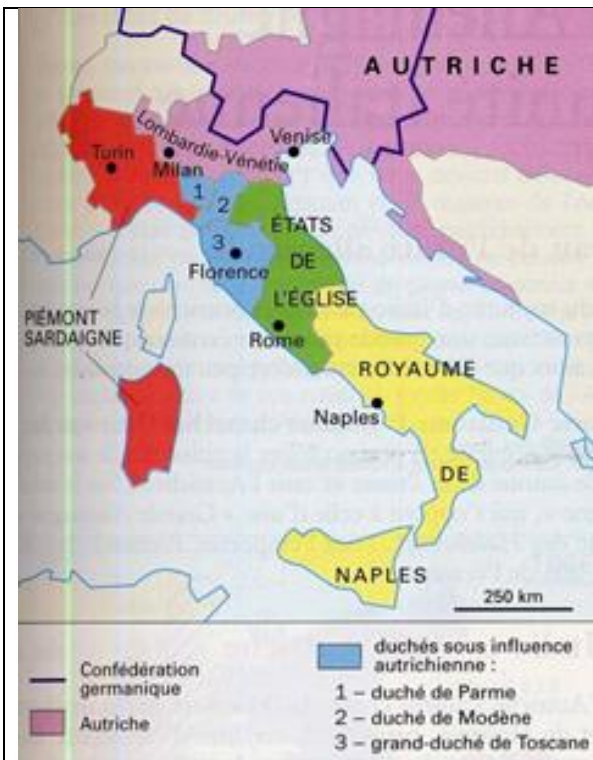 AUTRICHE
Lombardie-Vénétie
Venise
Turin
Milan
1
2
3
ÉTATS
DE
L'ÉGLISE
Florence
PIÉMONT
SARDAIGNE
Rome
ROYAUME
Naples
DE
NAPLES
250 km
Confédération
germanique
Autriche
duchés sous influence
autrichienne :
1 – duché de Parme
2 – duché de Modène
3 – grand-duché de Toscane